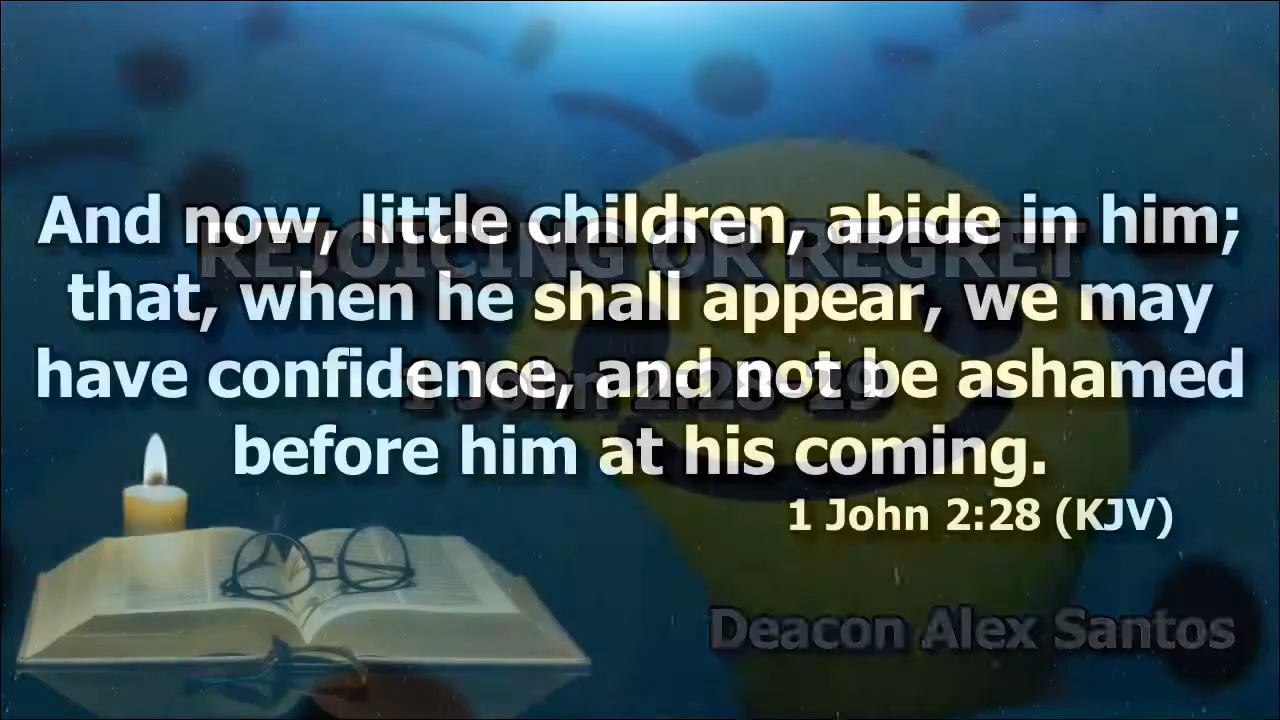 And now, little children, abide in him;
REJOICING OR REGRET
that, when he shall appear, we may
have confidence, and not be ashamed
1 John 2:28-29
before him at his coming.
1 John 2:28 (KJV)
Deacon Alex Santos